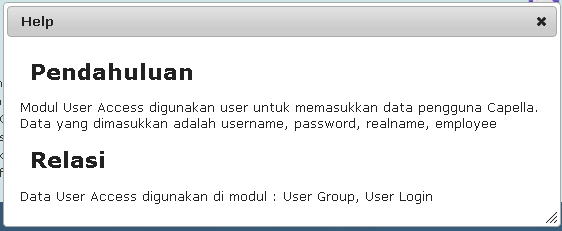 Help
Pendahuluan
Modul User Access digunakan user untuk memasukkan data pengguna Capella.
Data yang dimasukkan adalah username, password, realname, employee
Relasi
Data User Access digunakan di modul : User Group, User Login